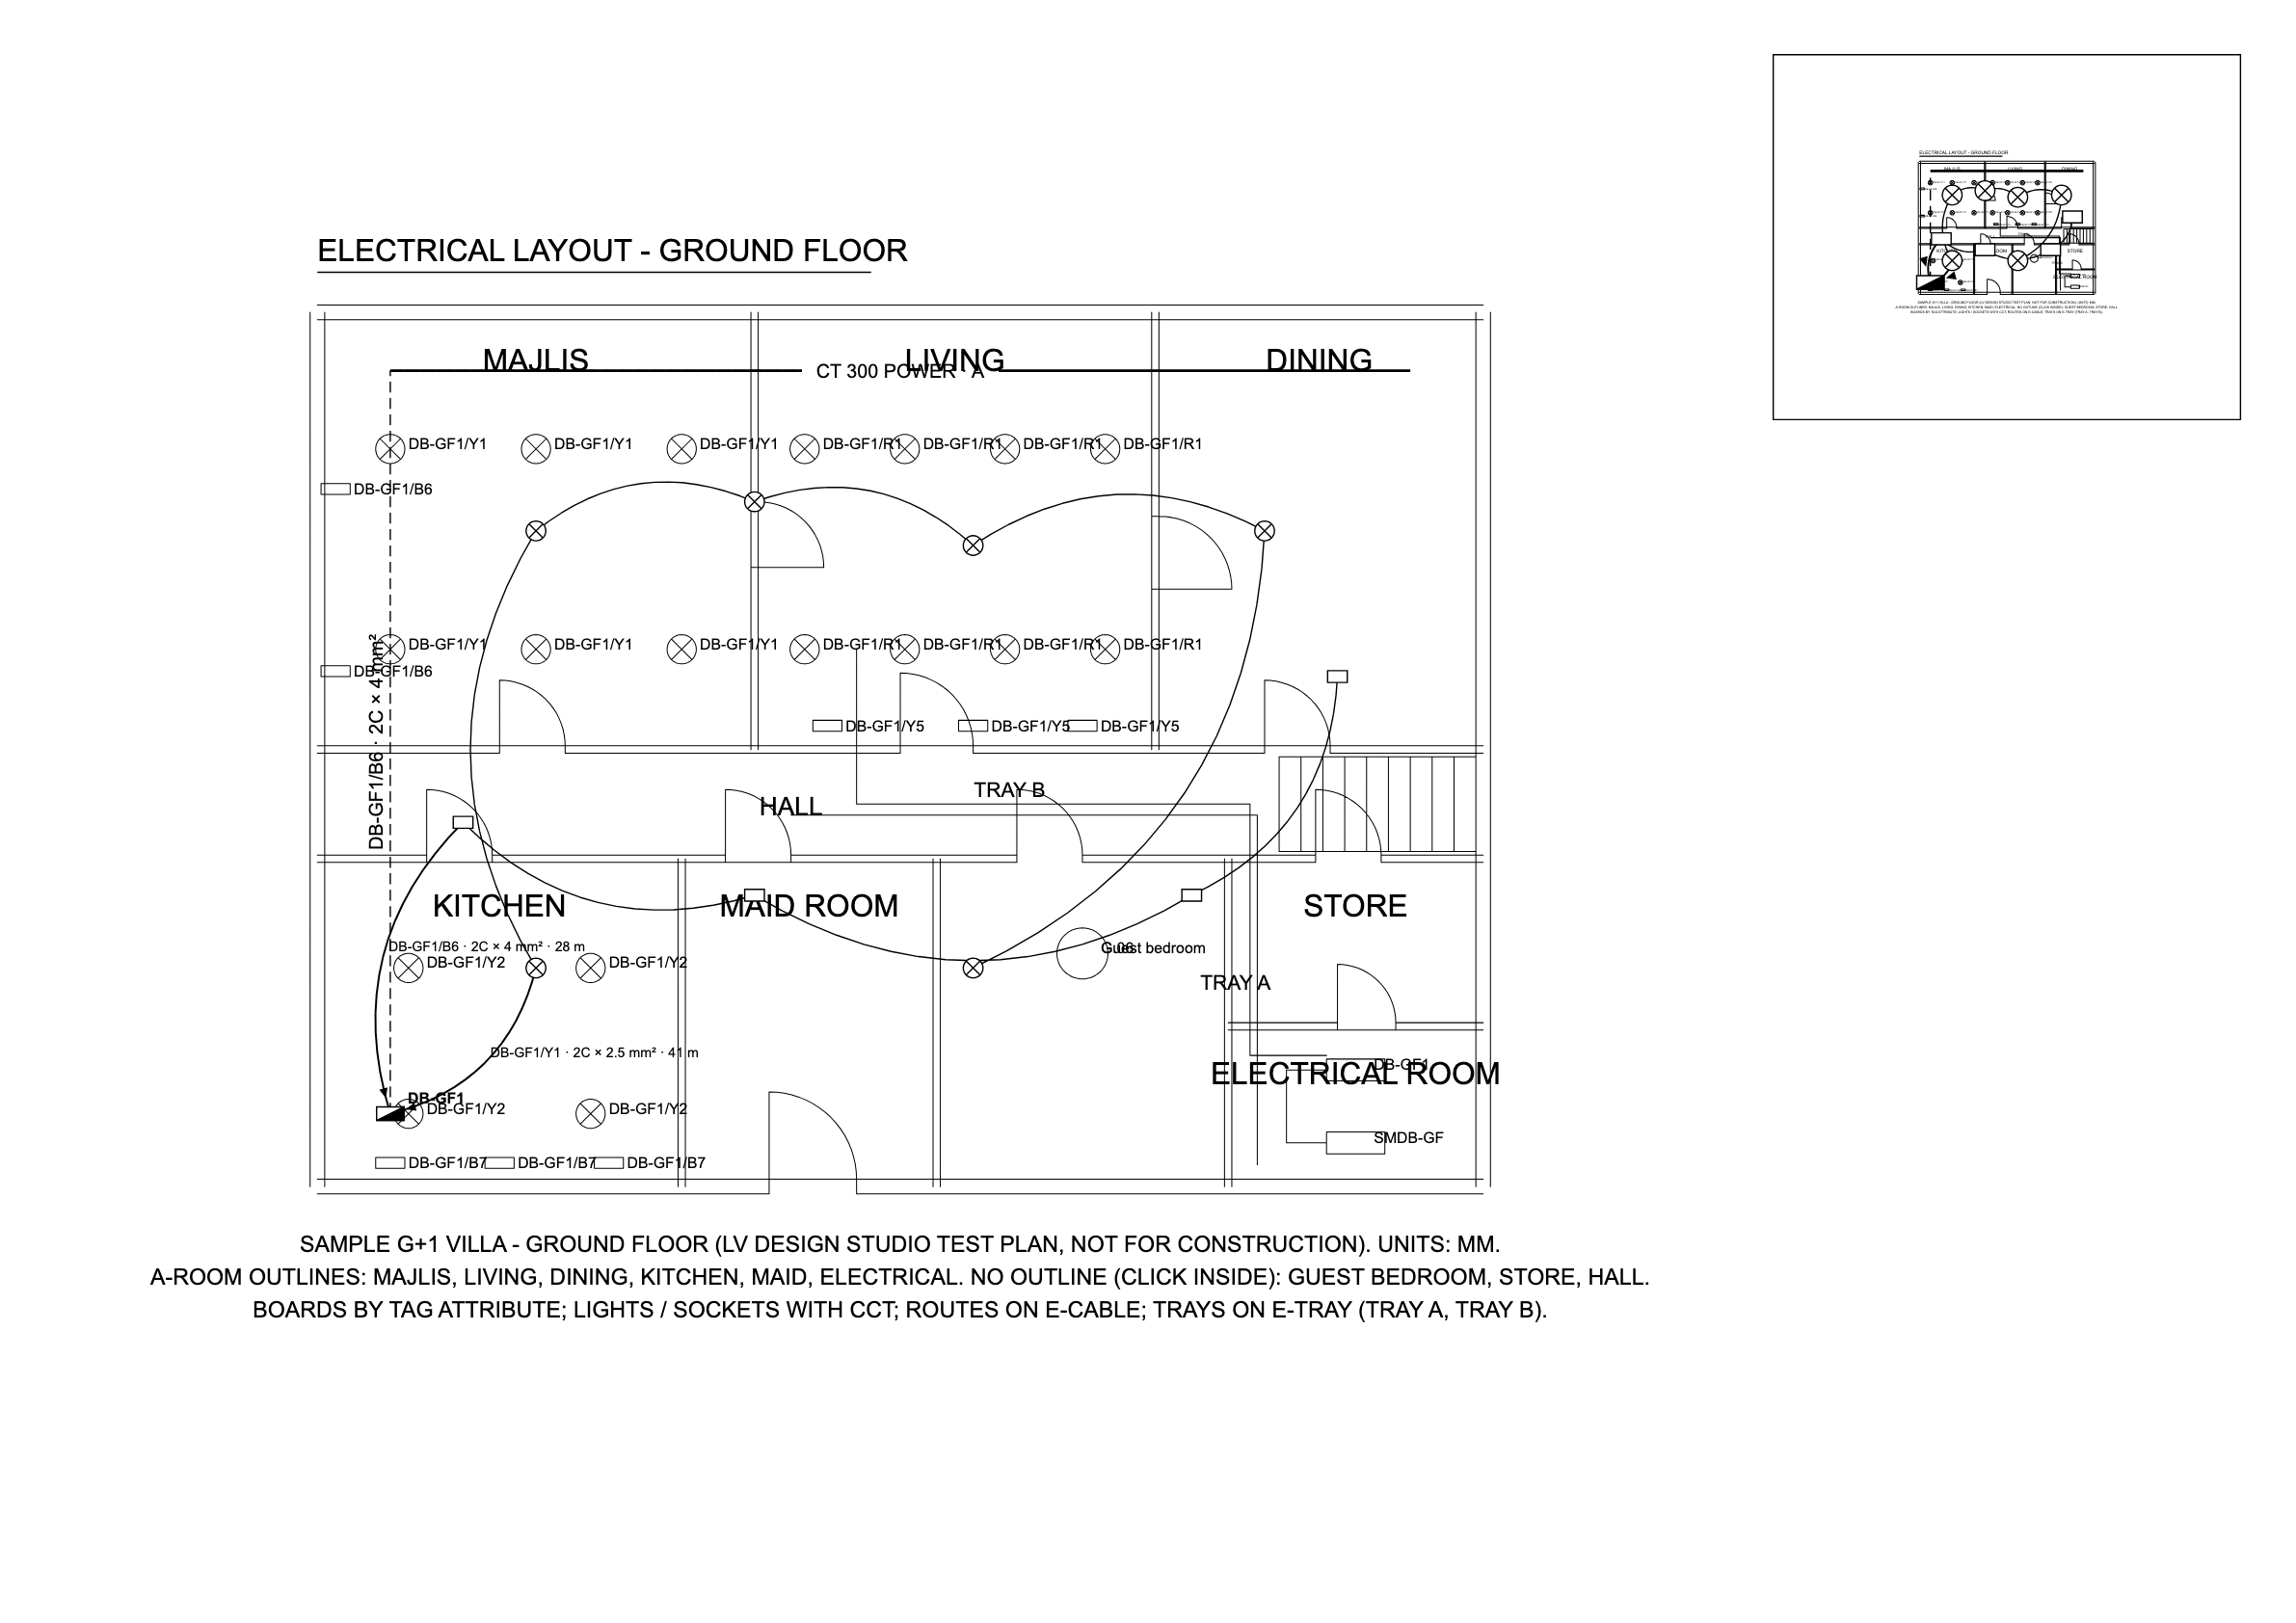 ELECTRICAL LAYOUT - GROUND FLOOR
MAJLIS
LIVING
DINING
CT 300 POWER · A
DB-GF1/Y1
DB-GF1/Y1
DB-GF1/Y1
DB-GF1/R1
DB-GF1/R1
DB-GF1/R1
DB-GF1/R1
DB-GF1/B6
DB-GF1/Y1
DB-GF1/Y1
DB-GF1/Y1
DB-GF1/R1
DB-GF1/R1
DB-GF1/R1
DB-GF1/R1
DB-GF1/B6
DB-GF1/B6 · 2C × 4 mm²
DB-GF1/Y5
DB-GF1/Y5
DB-GF1/Y5
TRAY B
HALL
KITCHEN
MAID ROOM
STORE
DB-GF1/B6 · 2C × 4 mm² · 28 m
Guest bedroom
DB-GF1/Y2
DB-GF1/Y2
TRAY A
DB-GF1/Y1 · 2C × 2.5 mm² · 41 m
DB-GF1
ELECTRICAL ROOM
DB-GF1
DB-GF1/Y2
DB-GF1/Y2
SMDB-GF
DB-GF1/B7
DB-GF1/B7
DB-GF1/B7
SAMPLE G+1 VILLA - GROUND FLOOR (LV DESIGN STUDIO TEST PLAN, NOT FOR CONSTRUCTION). UNITS: MM.
A-ROOM OUTLINES: MAJLIS, LIVING, DINING, KITCHEN, MAID, ELECTRICAL. NO OUTLINE (CLICK INSIDE): GUEST BEDROOM, STORE, HALL.
BOARDS BY TAG ATTRIBUTE; LIGHTS / SOCKETS WITH CCT; ROUTES ON E-CABLE; TRAYS ON E-TRAY (TRAY A, TRAY B).
ELECTRICAL LAYOUT - GROUND FLOOR
LIVING
DINING
STORE